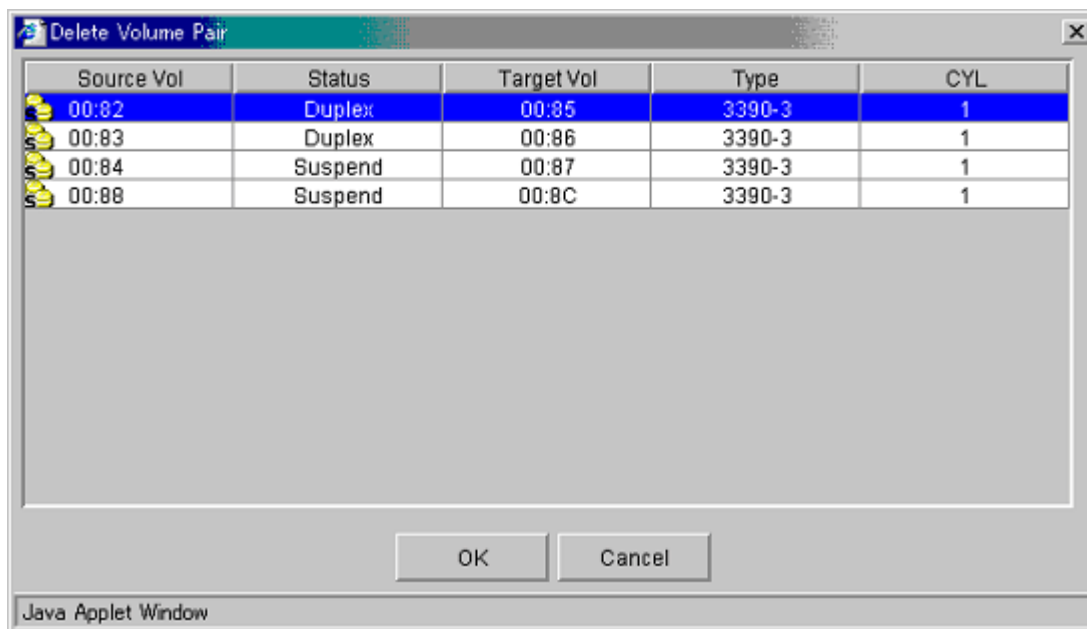 Delete Volume Pair
Source Vol Status Target Vol Type CYL
S 00:82 Duplex 00:85 3390-3 1
S 00:83 Duplex 00:86 3390-3 1
S 00:84 Suspend 00:87 3390-3 1
S 00:88 Suspend 00:8C 3390-3 1
OK Cancel
Java Applet Window